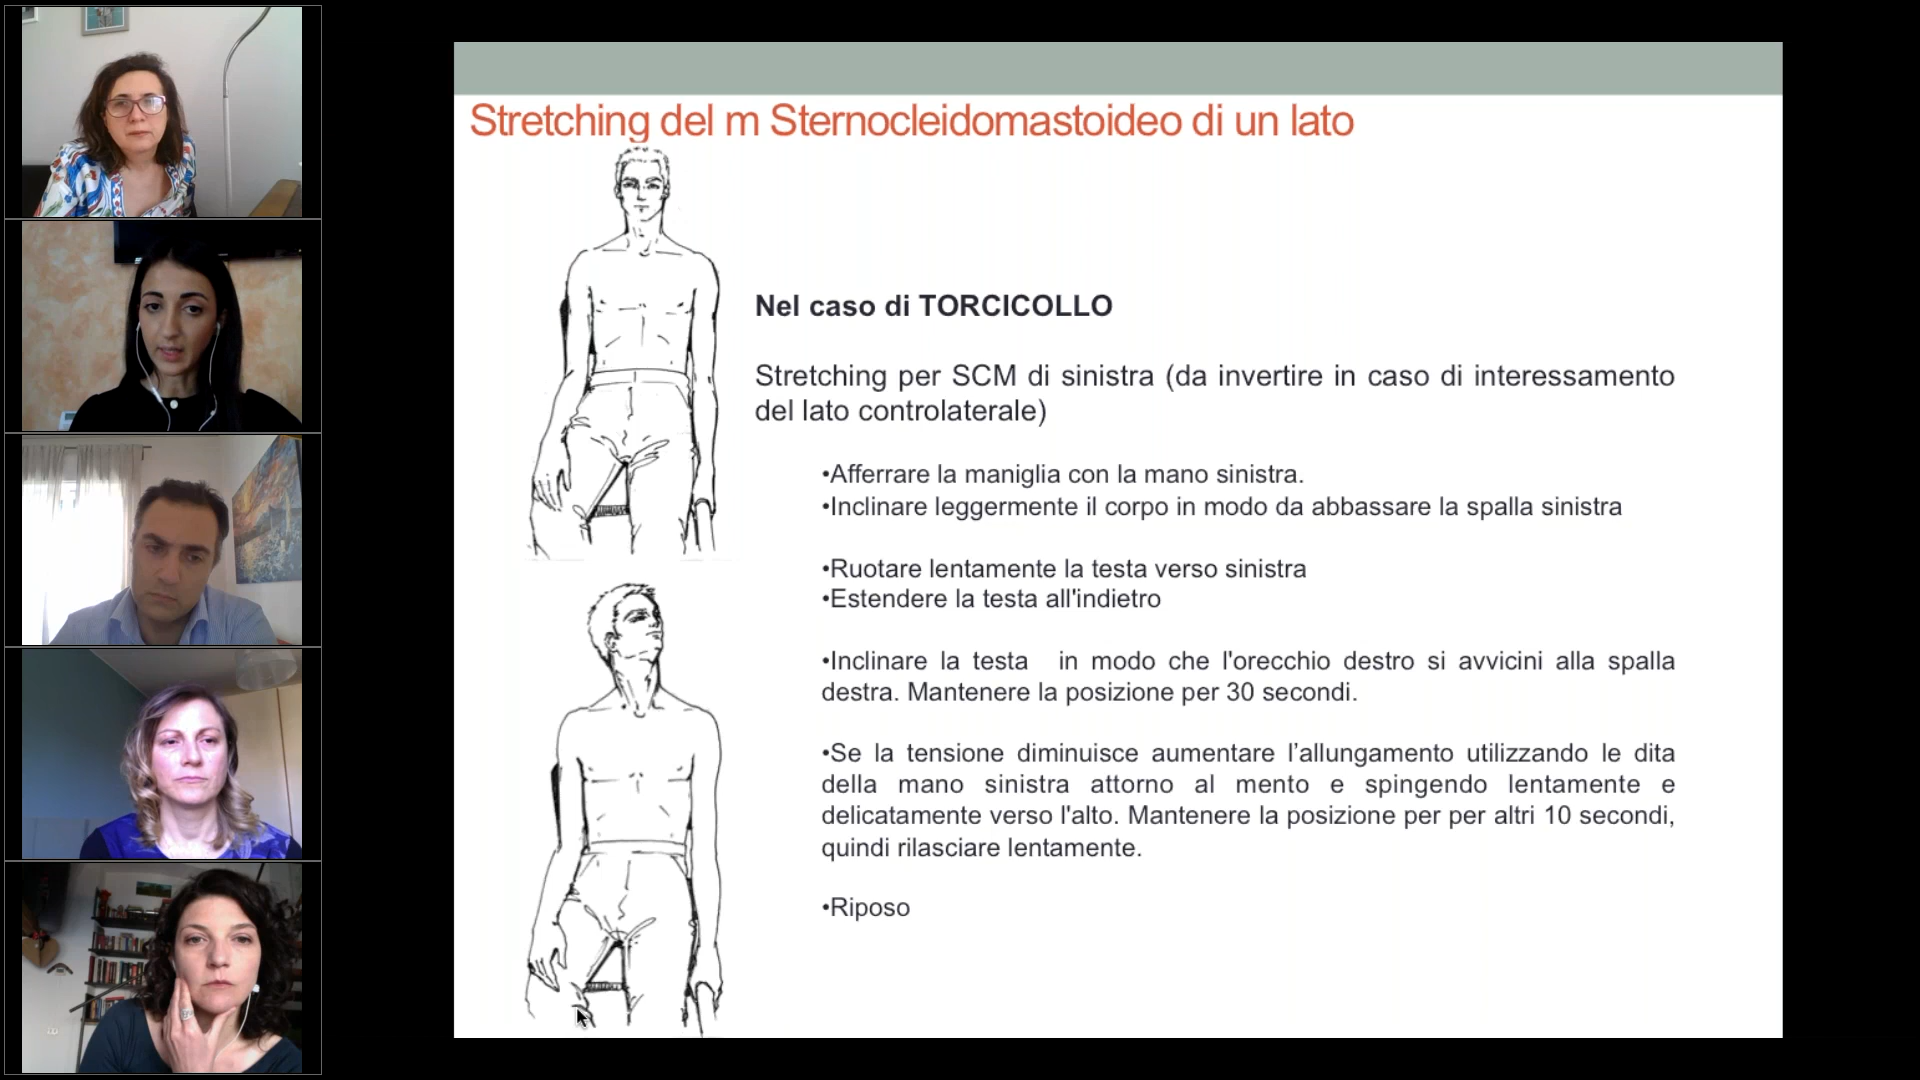 Stretching del m Sternocleidomastoideo di un lato
Nel caso di TORCICOLLO
Stretching per SCM di sinistra (da invertire in caso di interessamento
del lato controlaterale)
•Afferrare la maniglia con la mano sinistra.
•Inclinare leggermente il corpo in modo da abbassare la spalla sinistra
•Ruotare lentamente la testa verso sinistra
•Estendere la testa all'indietro
•Inclinare la testa in modo che l'orecchio destro si avvicini alla spalla
destra. Mantenere la posizione per 30 secondi.
•Se la tensione diminuisce aumentare l’allungamento utilizzando le dita
della mano sinistra attorno al mento e spingendo lentamente e
delicatamente verso l'alto. Mantenere la posizione per per altri 10 secondi,
quindi rilasciare lentamente.
•Riposo